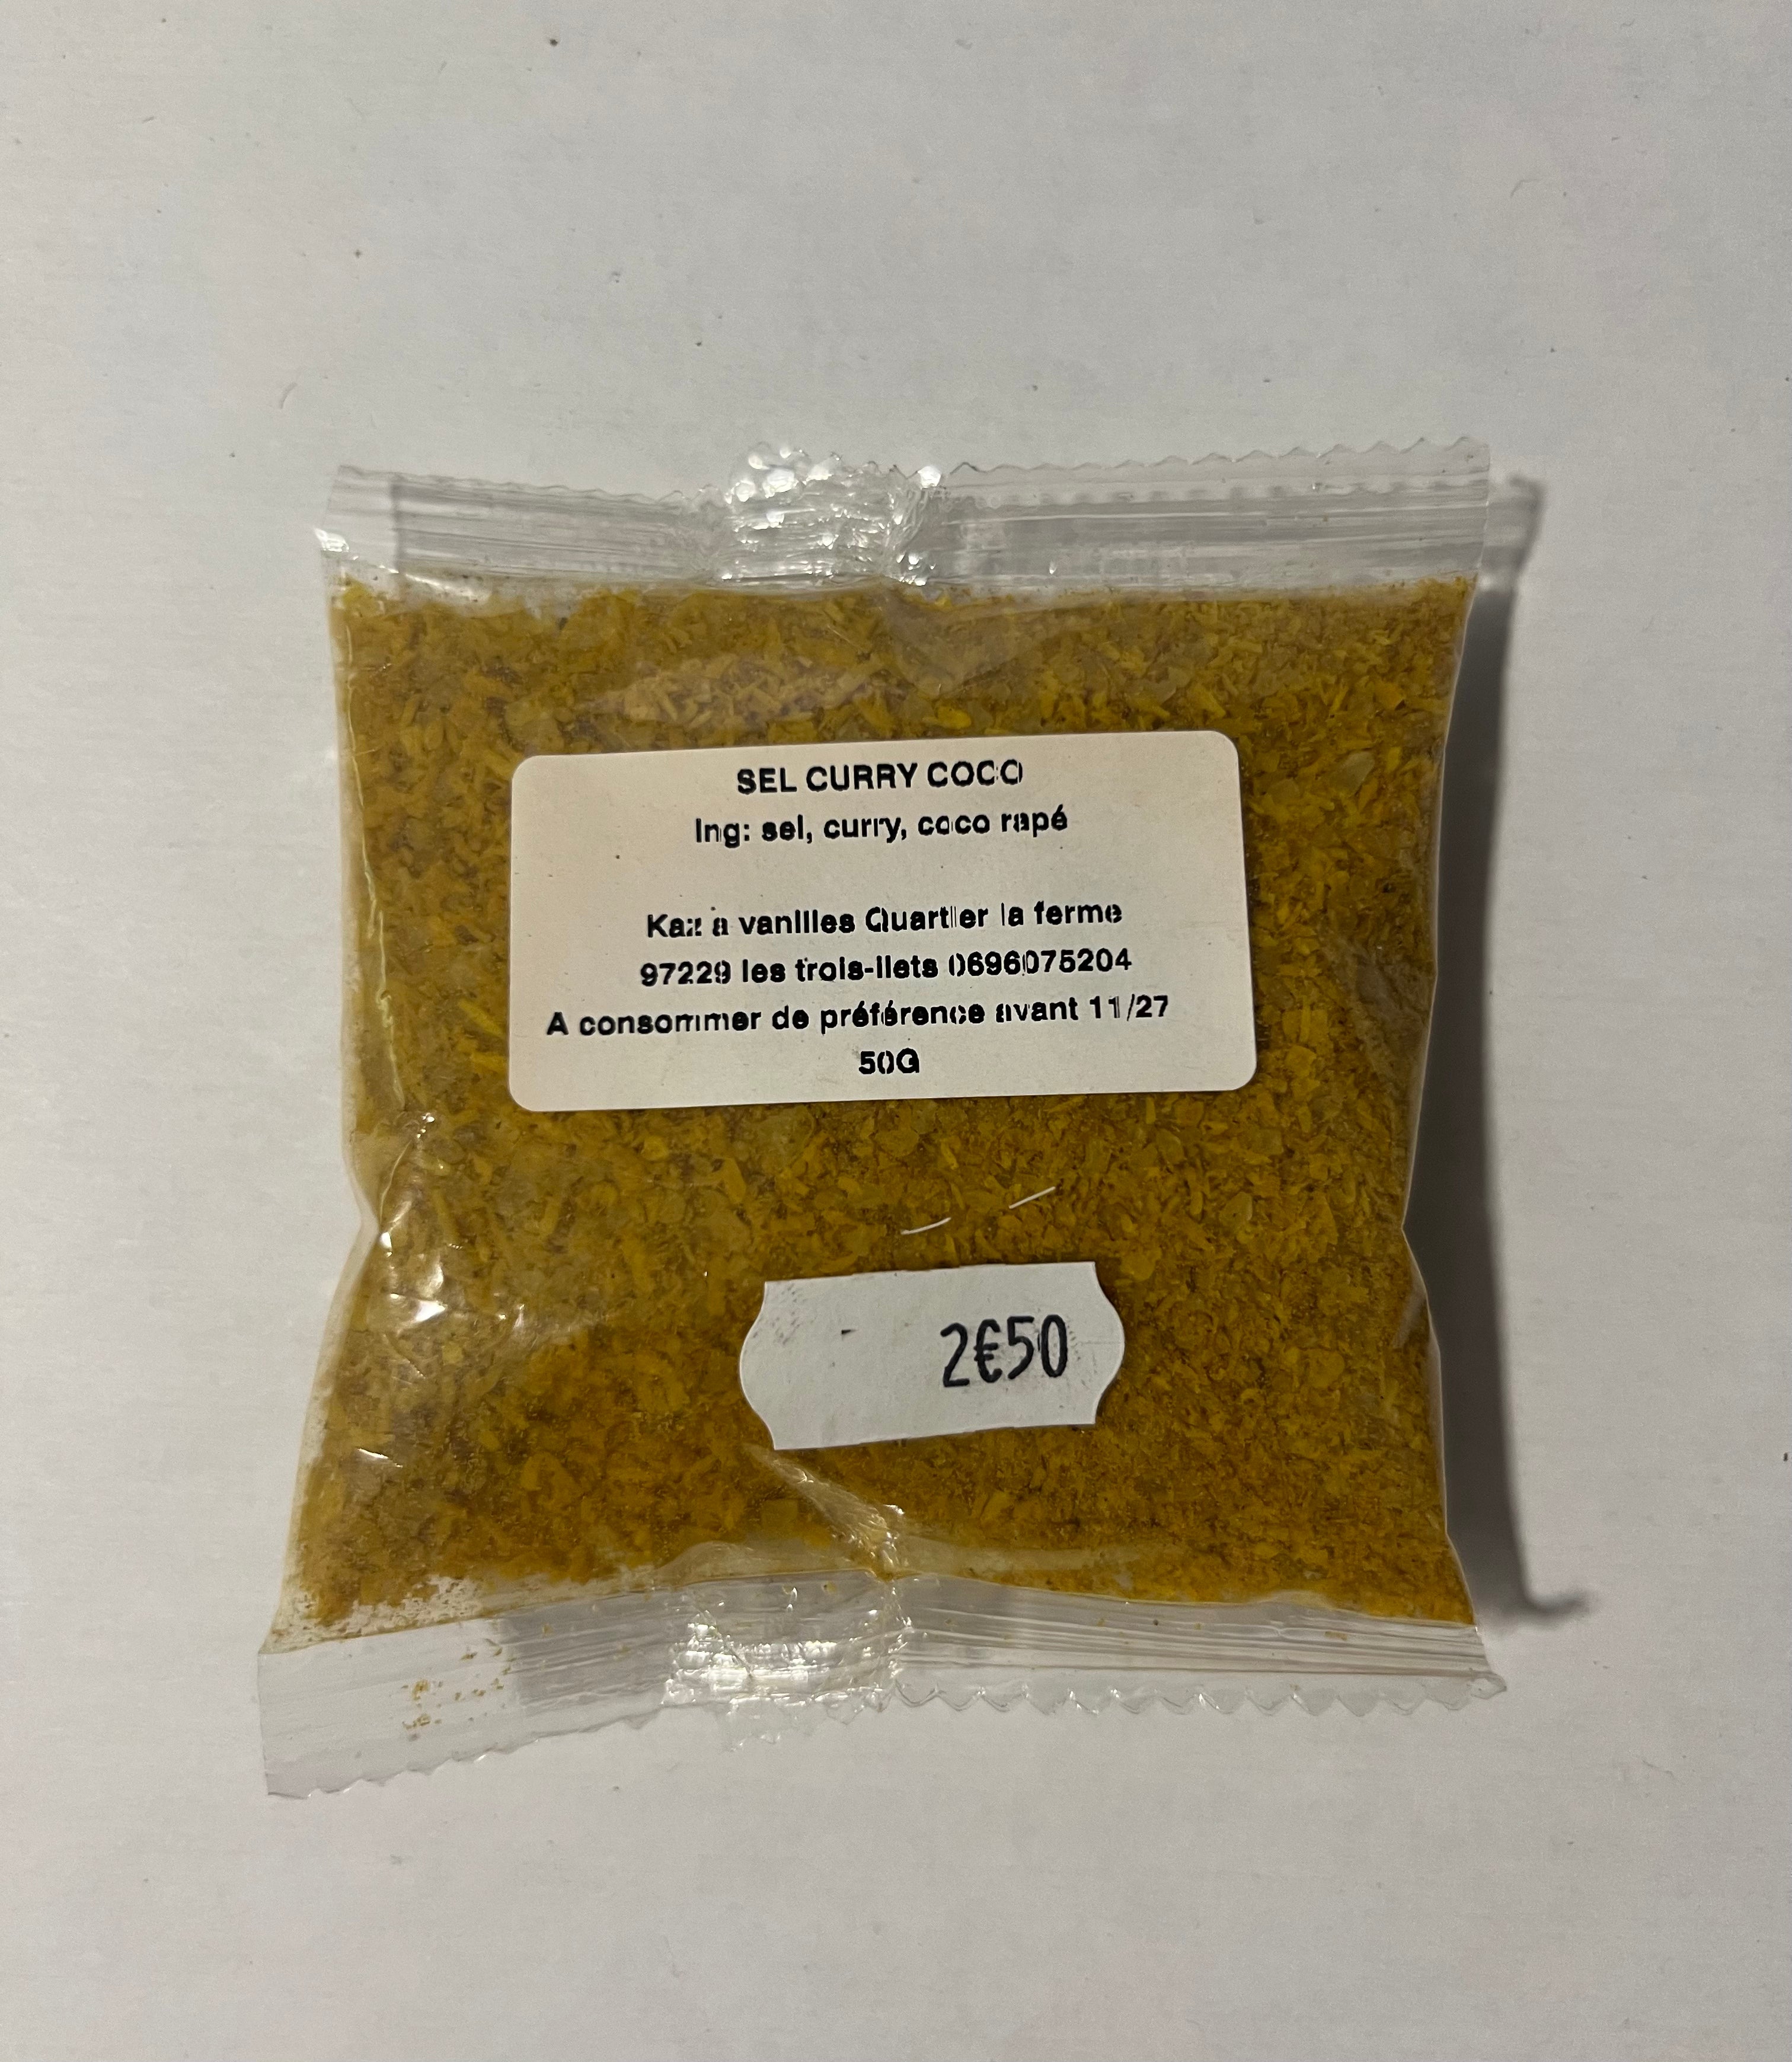 SEL CURRY COCO
Ing: sel, curry, coco rapé
Kaz a vanilles Quartier la ferme
97229 les trois-ilets 0696075204
A consommer de préférence avant 11/27
50G
2€50